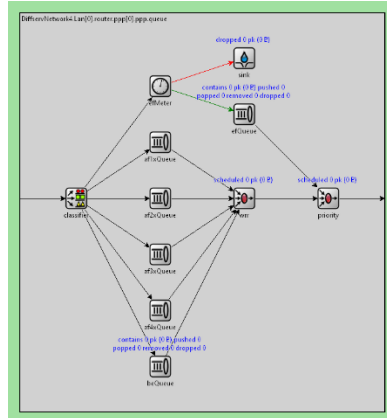 DiffservNetwork4.Lan[0].router.ppp[0].ppp.queue
dropped 0 pk (0 B)
sink
efMeter
contains 0 pk (0 B) pushed 0
popped 0 removed 0 dropped 0
efQueue
af1xQueue
scheduled 0 pk (0 B)
scheduled 0 pk (0 B)
classifier
af2xQueue
wrr
priority
af3xQueue
af4xQueue
contains 0 pk (0 B) pushed 0
popped 0 removed 0 dropped 0
beQueue